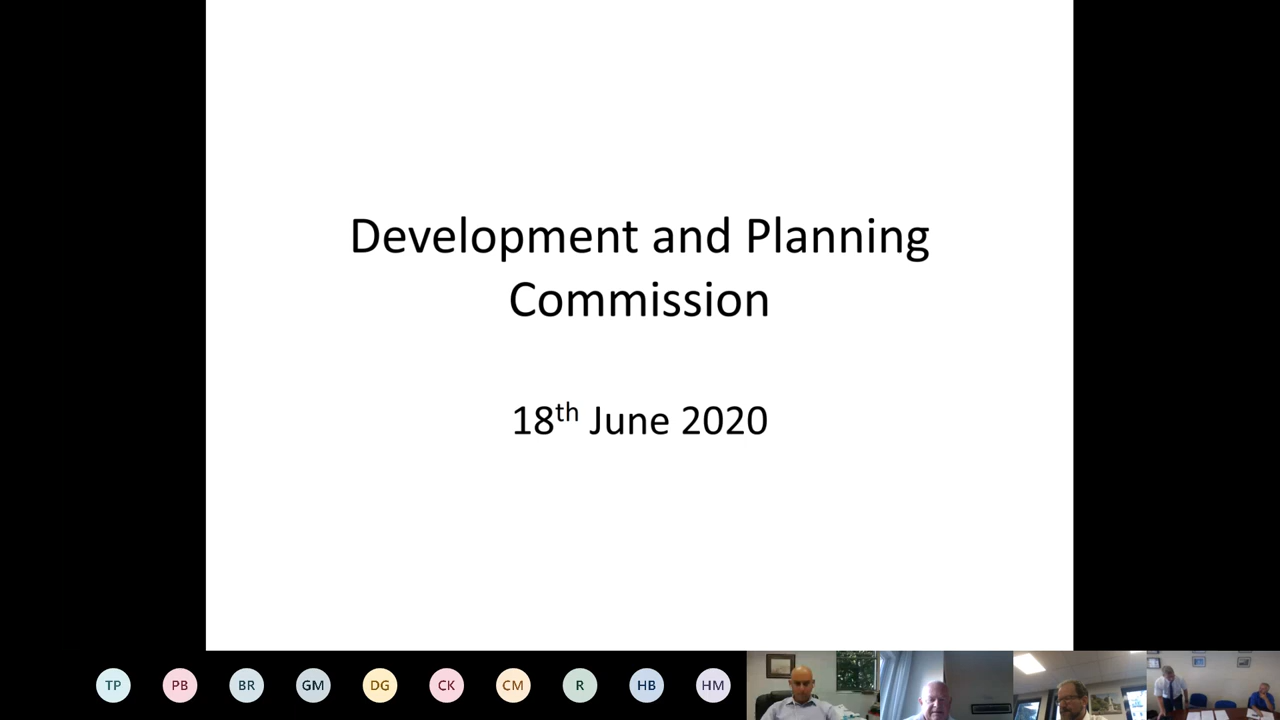 Development and Planning
Commission
18th June 2020
TP PB BR GM DG CK CM R HB HM